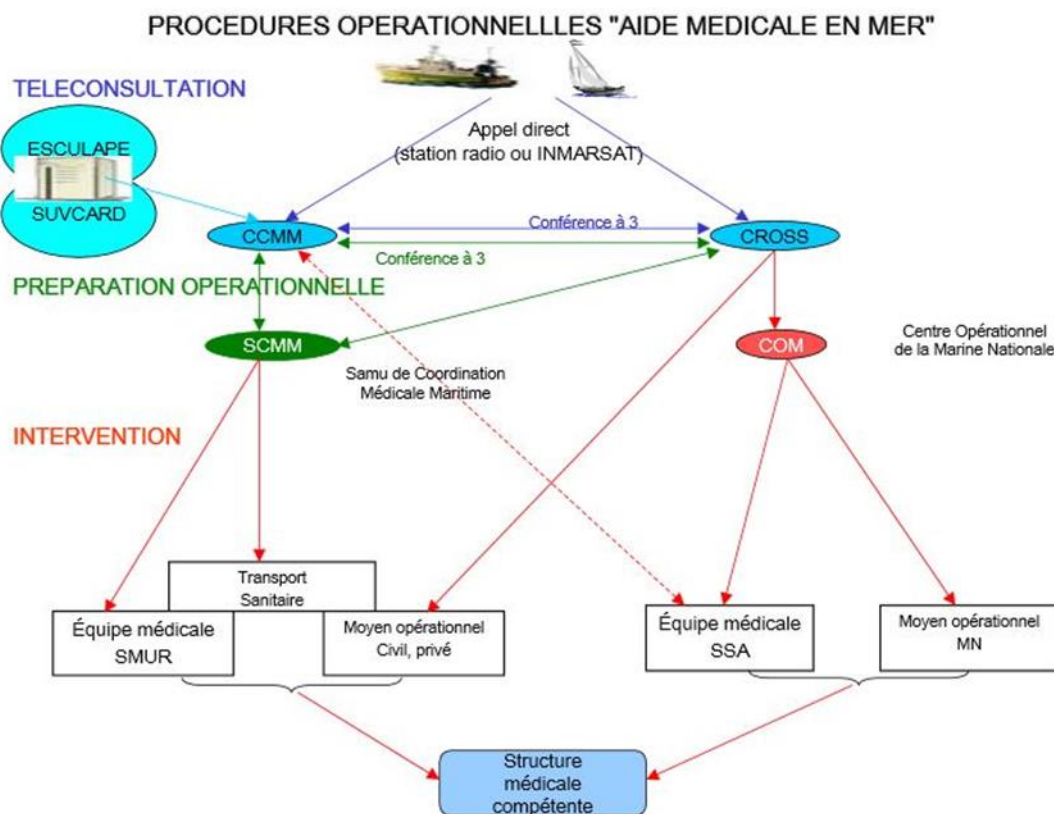 PROCEDURES OPERATIONNELLLES "AIDE MEDICALE EN MER"
TELECONSULTATION
ESCULAPE
SUVCARD
Appel direct
(station radio ou INMARSAT)
CCMM
Conférence à 3
CROSS
Conférence à 3
PREPARATION OPERATIONNELLE
SCMM
COM
Centre Opérationnel
de la Marine Nationale
Samu de Coordination
Médicale Maritime
INTERVENTION
Transport
Sanitaire
Équipe médicale
SMUR
Moyen opérationnel
Civil, privé
Équipe médicale
SSA
Moyen opérationnel
MN
Structure
médicale
compétente